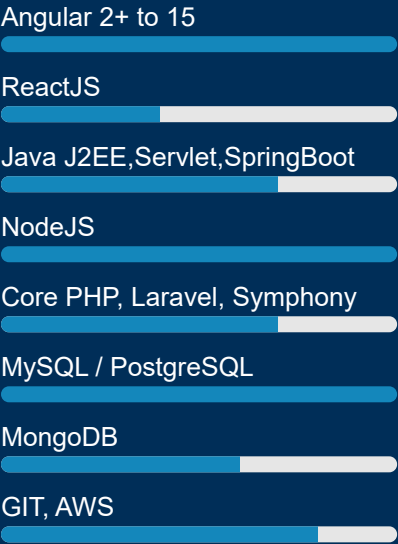 Angular 2+ to 15
ReactJS
Java J2EE,Servlet,SpringBoot
NodeJS
Core PHP, Laravel, Symphony
MySQL / PostgreSQL
MongoDB
GIT, AWS